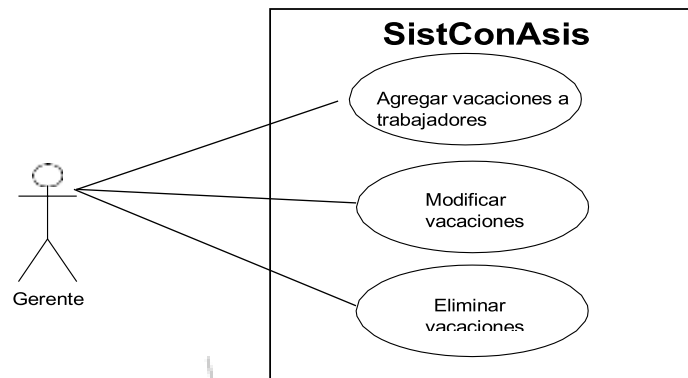 SistConAsis
Agregar vacaciones a
trabajadores
Modificar
vacaciones
Gerente
Eliminar
vacaciones